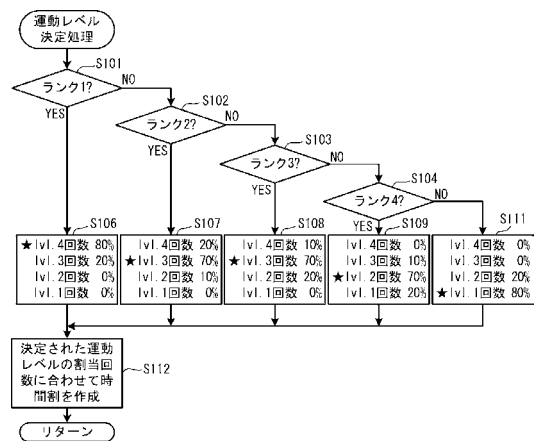 運動レベル
決定処理
S101
ランク1?
NO
YES
S102
ランク2?
NO
YES
S103
ランク3?
NO
YES
S104
ランク4?
NO
YES
S106
★lvl.4回数 80%
lvl.3回数 20%
lvl.2回数 0%
lvl.1回数 0%
S107
lvl.4回数 20%
★lvl.3回数 70%
lvl.2回数 10%
lvl.1回数 0%
S108
lvl.4回数 10%
★lvl.3回数 70%
lvl.2回数 20%
lvl.1回数 0%
S109
lvl.4回数 0%
lvl.3回数 10%
★lvl.2回数 70%
lvl.1回数 20%
S111
lvl.4回数 0%
lvl.3回数 0%
lvl.2回数 20%
★lvl.1回数 80%
決定された運動
レベルの割当回
数に合わせて時
間割を作成
S112
リターン